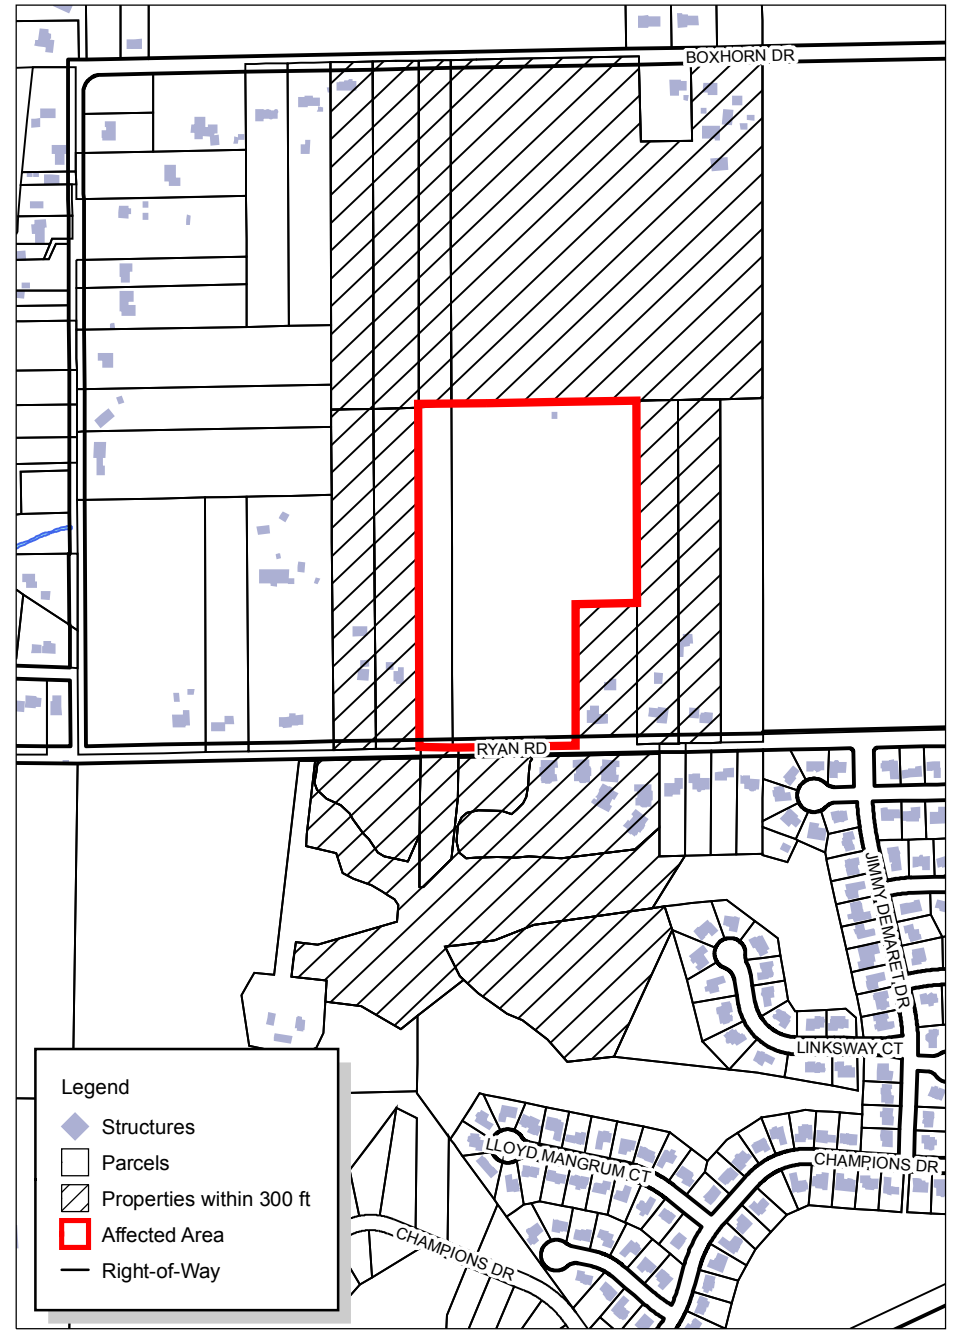 BOXHORN DR
RYAN RD
JIMMY DEMARET DR
LINKSWAY CT
LLOYD MANGRUM CT
CHAMPIONS DR
CHAMPIONS DR
Legend
Structures
Parcels
Properties within 300 ft
Affected Area
Right-of-Way